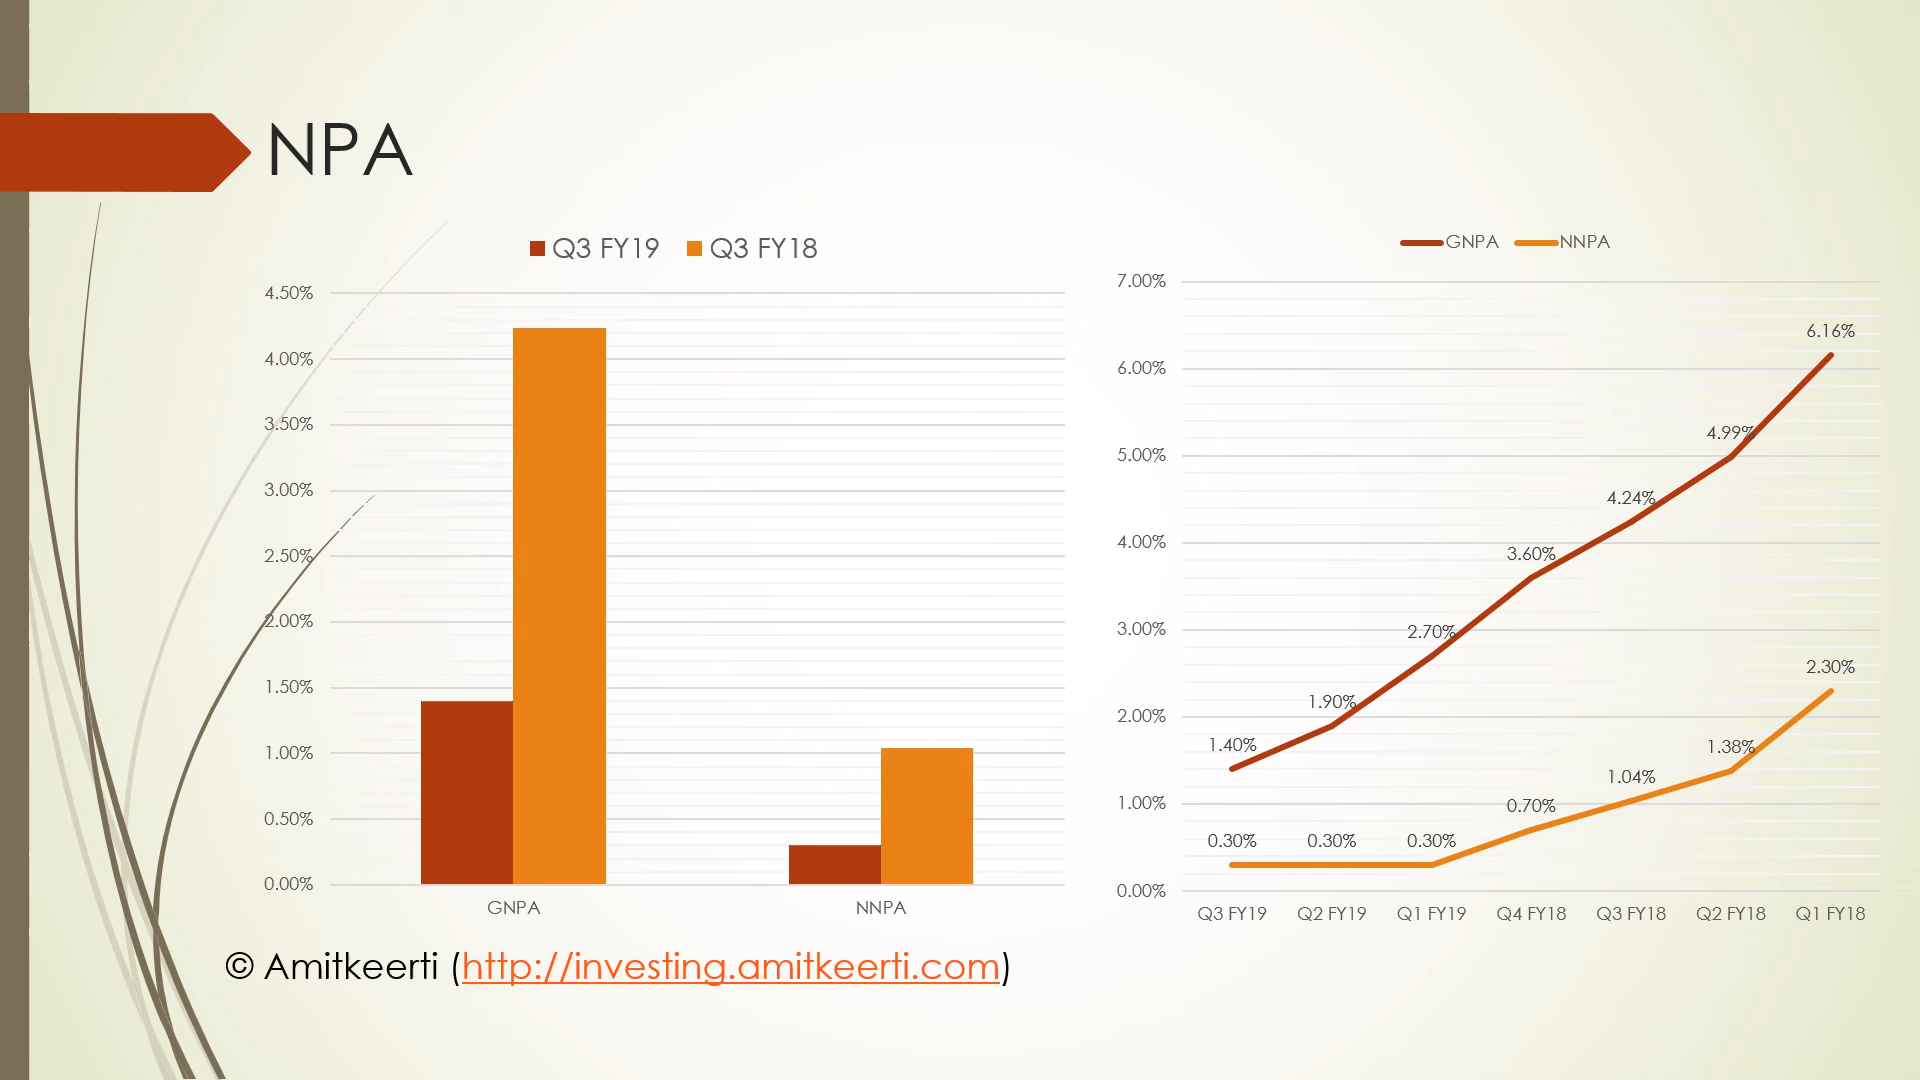 NPA
Q3 FY19 Q3 FY18
4.50%
4.00%
3.50%
3.00%
2.50%
2.00%
1.50%
1.00%
0.50%
0.00%
GNPA NNPA
GNPA NNPA
7.00%
6.00%
5.00%
4.00%
3.00%
2.00%
1.00%
0.00%
1.40% 1.90% 2.70% 3.60% 4.24% 4.99% 6.16%
0.30% 0.30% 0.30% 0.70% 1.04% 1.38% 2.30%
Q3 FY19 Q2 FY19 Q1 FY19 Q4 FY18 Q3 FY18 Q2 FY18 Q1 FY18
© Amitkeerti (http://investing.amitkeerti.com)